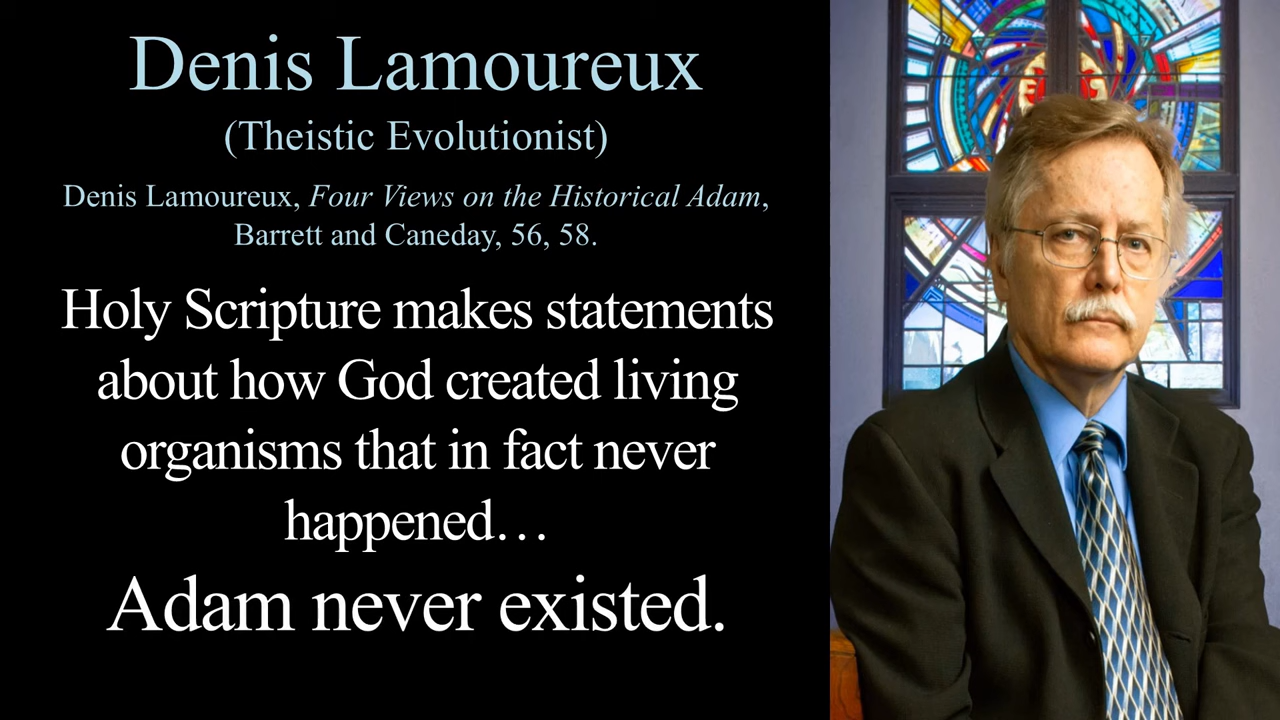 Denis Lamoureux
(Theistic Evolutionist)
Denis Lamoureux, Four Views on the Historical Adam,
Barrett and Caneday, 56, 58.
Holy Scripture makes statements
about how God created living
organisms that in fact never
happened…
Adam never existed.